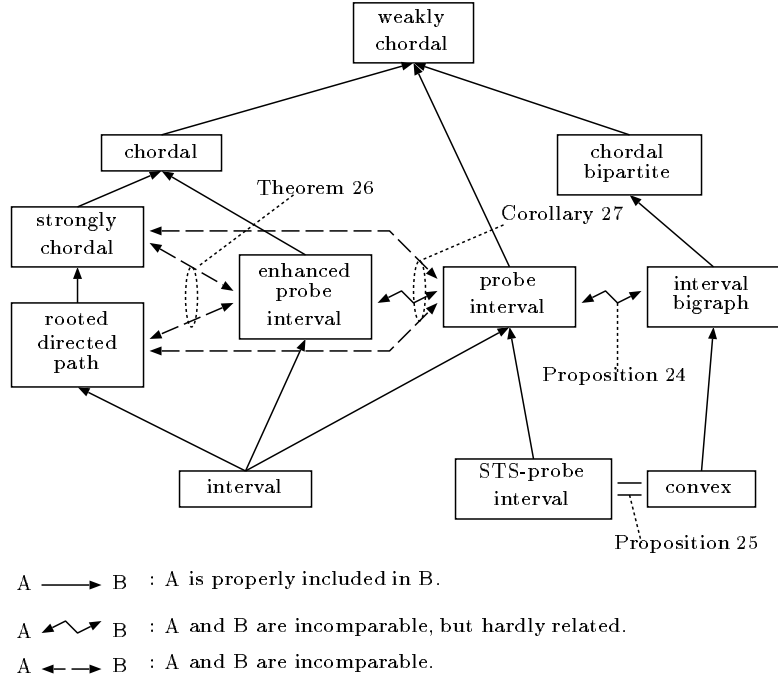 weakly
chordal
chordal
chordal
bipartite
Theorem 26
Corollary 27
strongly
chordal
enhanced
probe
interval
probe
interval
interval
bigraph
rooted
directed
path
Proposition 24
interval
STS-probe
interval
convex
Proposition 25
A B : A is properly included in B.
A B : A and B are incomparable, but hardly related.
A B : A and B are incomparable.